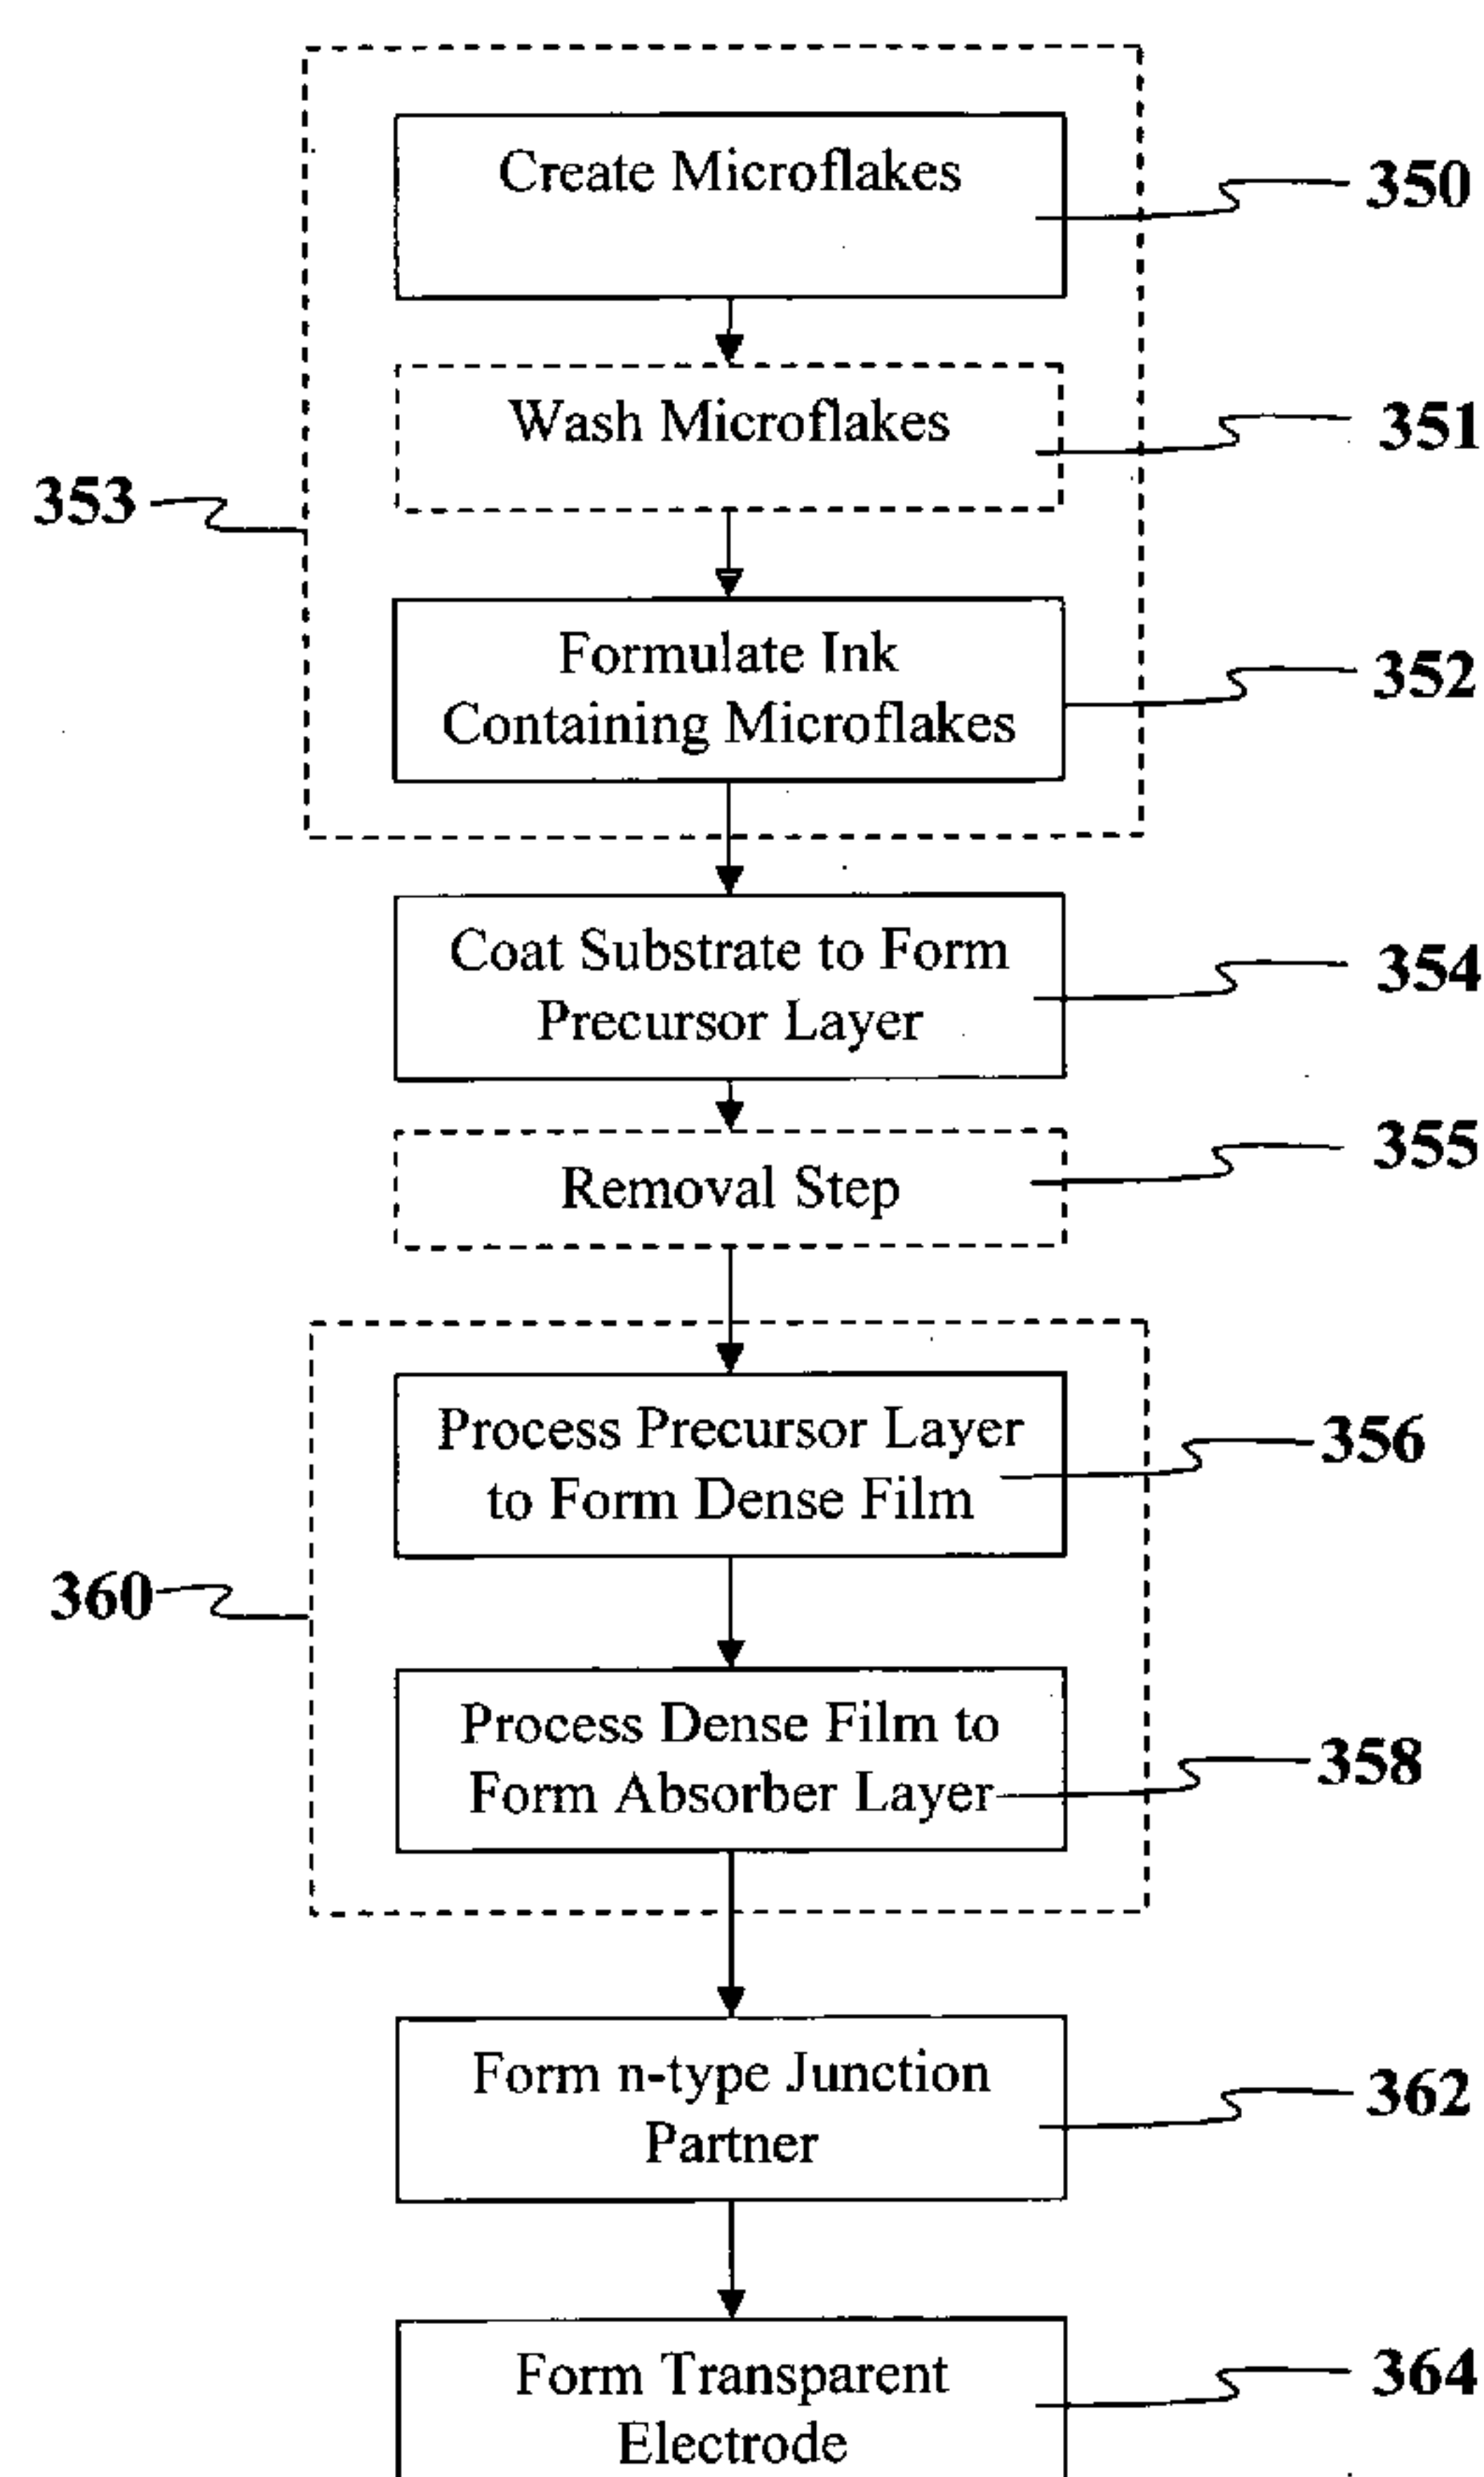 Create Microflakes
350
Wash Microflakes
351
353
Formulate Ink
Containing Microflakes
352
Coat Substrate to Form
Precursor Layer
354
Removal Step
355
Process Precursor Layer
to Form Dense Film
356
360
Process Dense Film to
Form Absorber Layer
358
Form n-type Junction
Partner
362
Form Transparent
Electrode
364